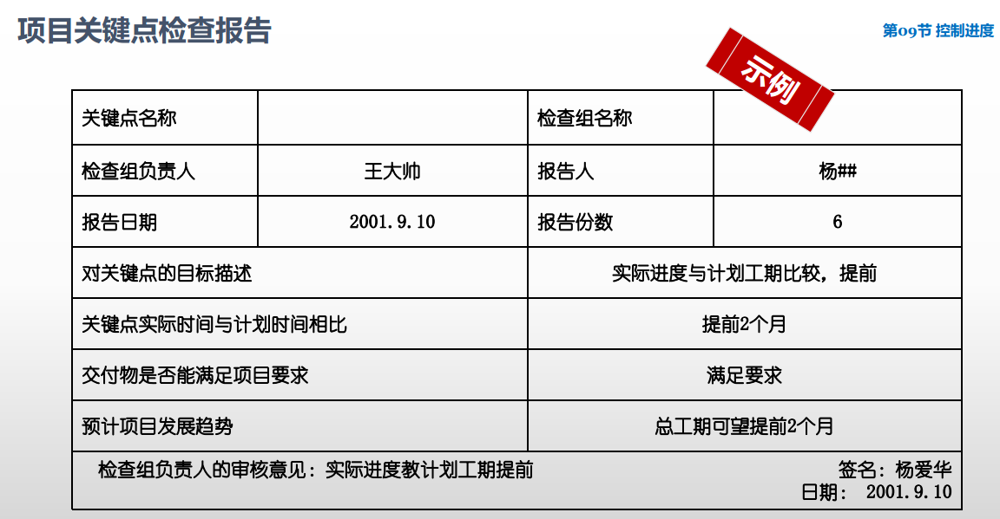 项目关键点检查报告
第09节 控制进度
示例
关键点名称 检查组名称
检查组负责人 王大帅 报告人 杨##
报告日期 2001.9.10 报告份数 6
对关键点的目标描述 实际进度与计划工期比较，提前
关键点实际时间与计划时间相比 提前2个月
交付物是否能满足项目要求 满足要求
预计项目发展趋势 总工期可望提前2个月
检查组负责人的审核意见：实际进度教计划工期提前 签名：杨爱华
日期： 2001.9.10